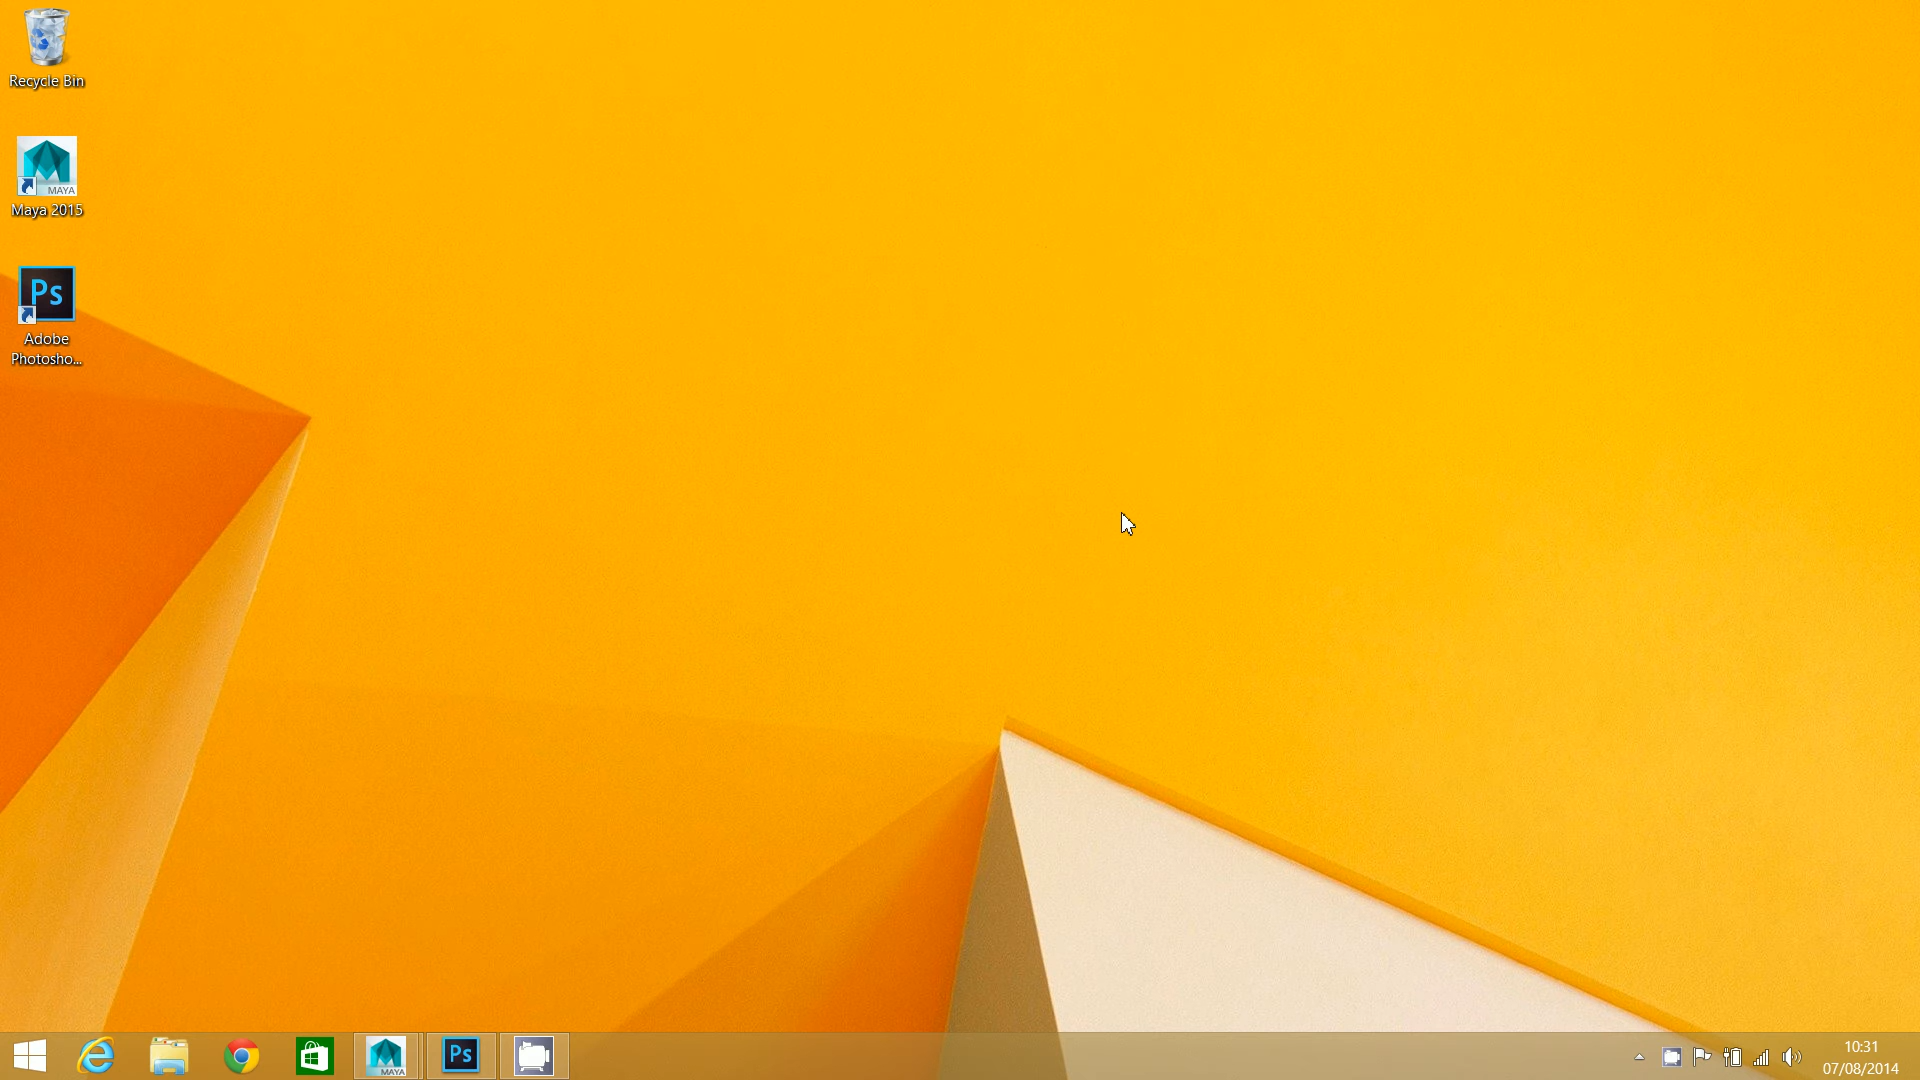 Recycle Bin
MAYA
Maya 2015
Ps
Adobe
Photosho...
MAYA
Ps
10:31
07/08/2014